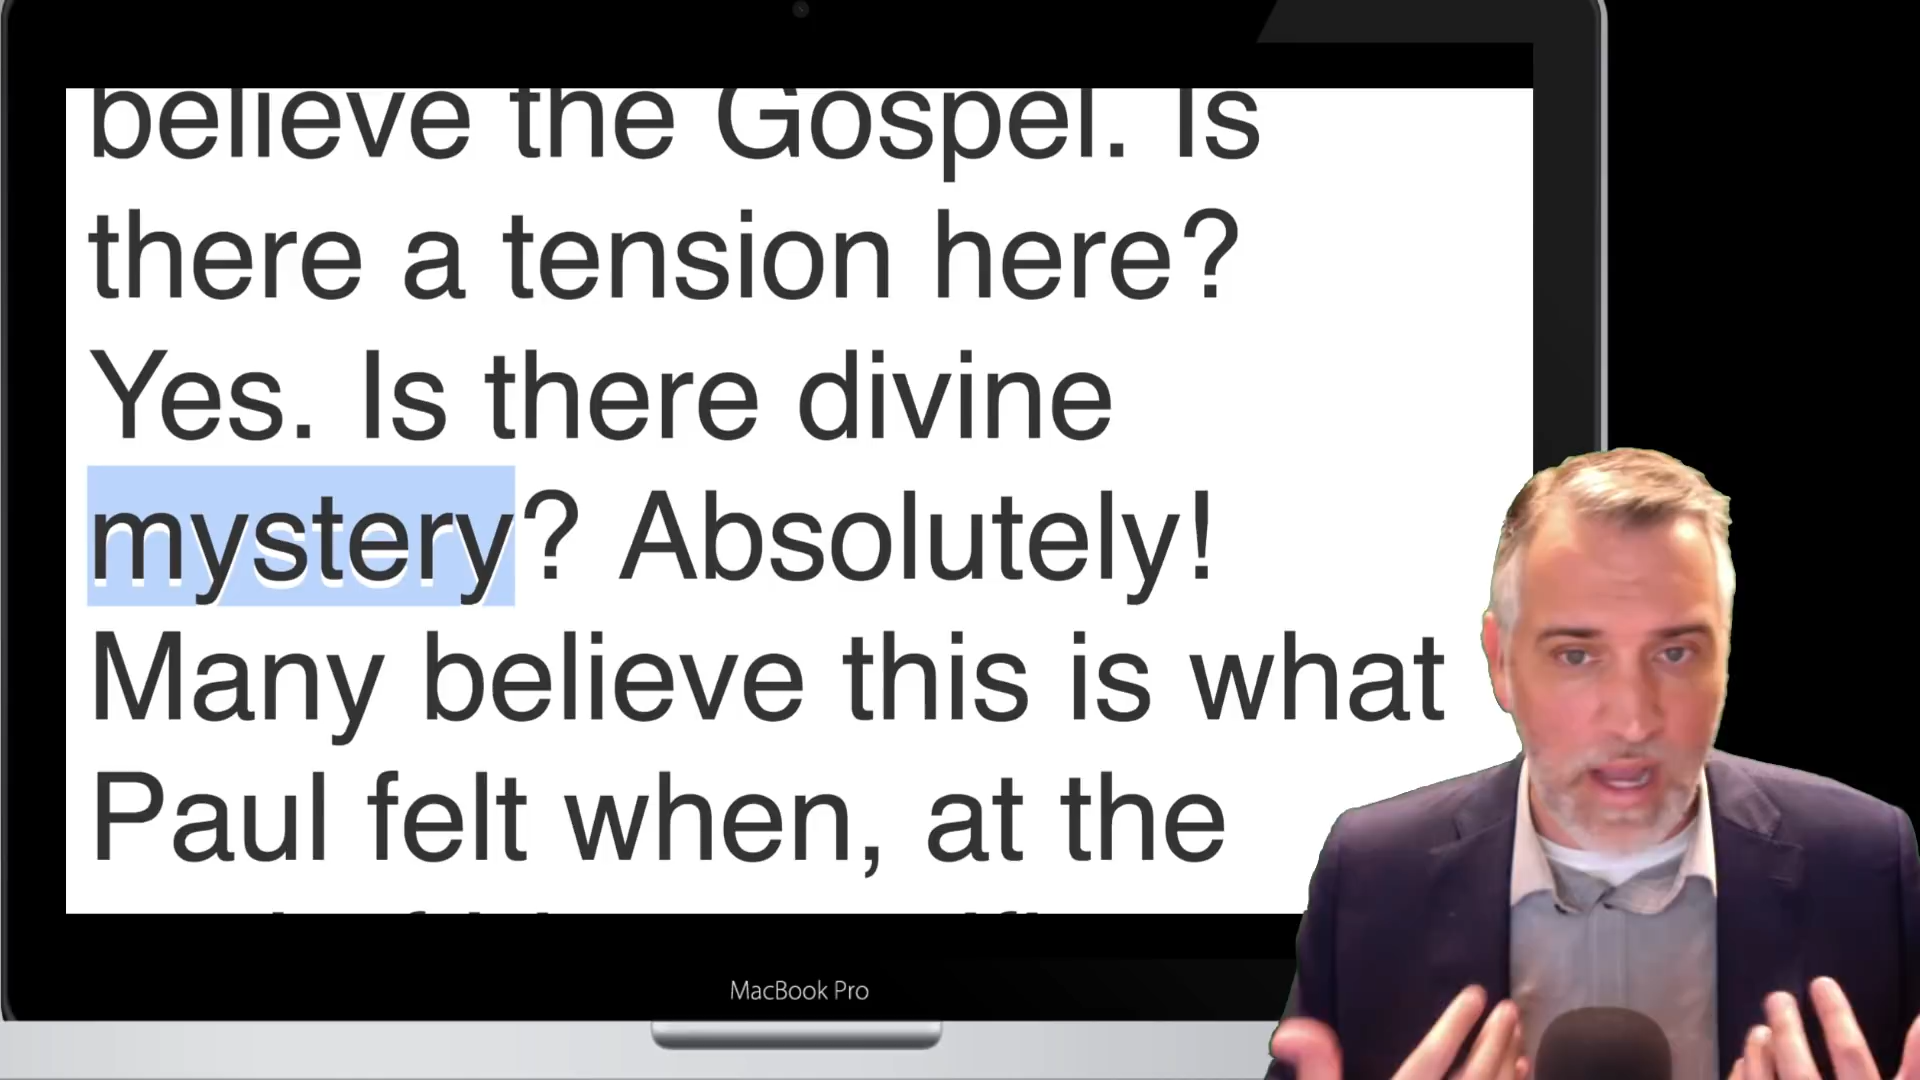 believe the Gospel. Is
there a tension here?
Yes. Is there divine
mystery? Absolutely!
Many believe this is what
Paul felt when, at the
MacBook Pro